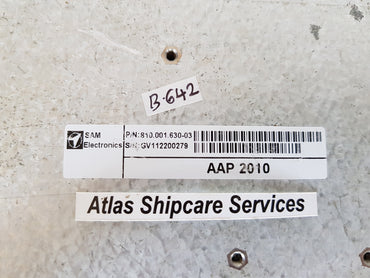 B-642
SAM P/N: 810.001.630-03
Electronics S/N: GV112200279
AAP 2010
Atlas Shipcare Services